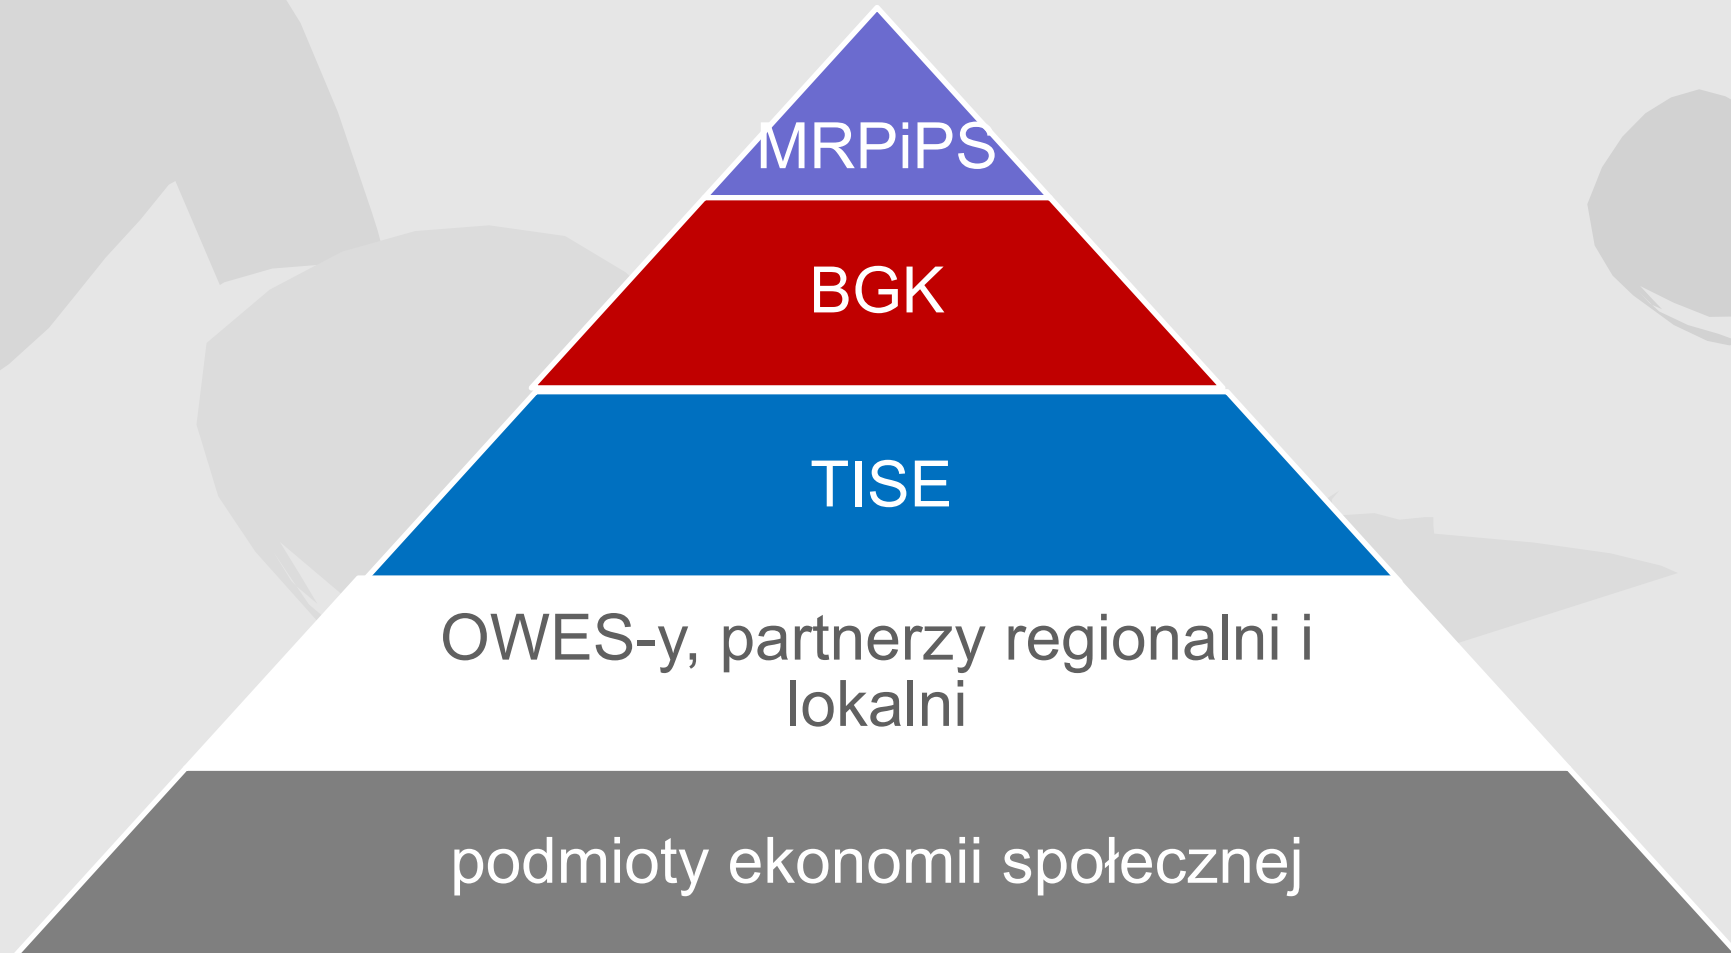 MRPiPS
BGK
TISE
OWES-y, partnerzy regionalni i
lokalni
podmioty ekonomii społecznej